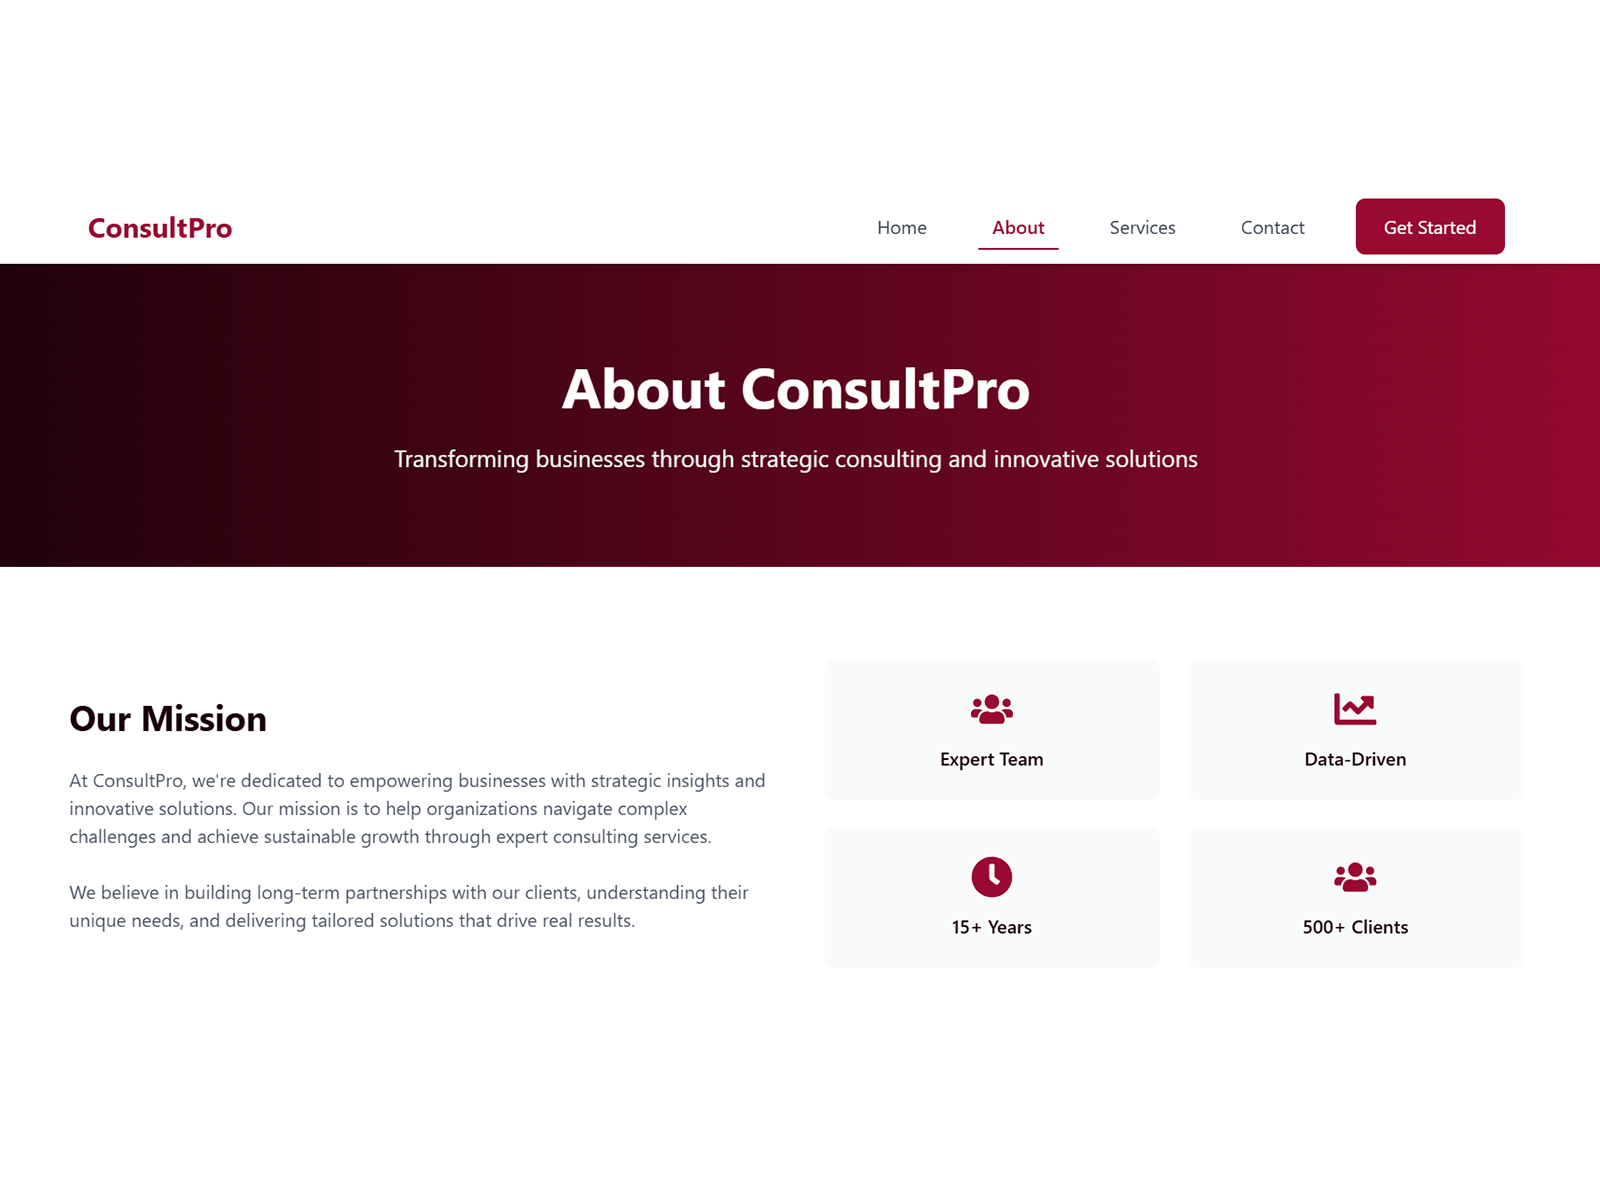 ConsultPro
Home
About
Services
Contact
Get Started
About ConsultPro
Transforming businesses through strategic consulting and innovative solutions
Our Mission
At ConsultPro, we're dedicated to empowering businesses with strategic insights and
innovative solutions. Our mission is to help organizations navigate complex
challenges and achieve sustainable growth through expert consulting services.
We believe in building long-term partnerships with our clients, understanding their
unique needs, and delivering tailored solutions that drive real results.
Expert Team
Data-Driven
15+ Years
500+ Clients